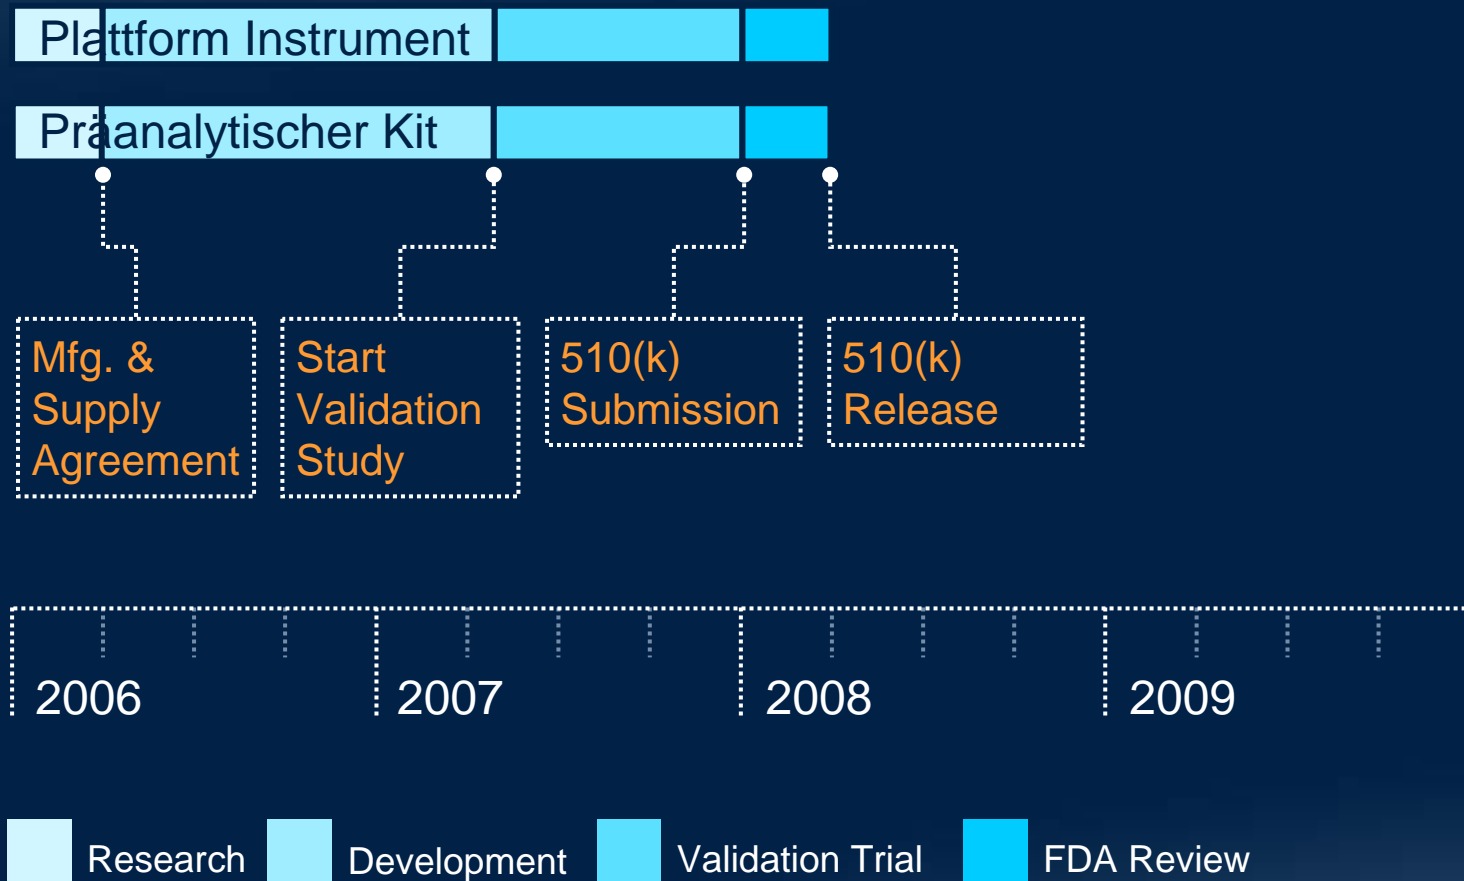 Plattform Instrument
Präanalytischer Kit
Mfg. &
Supply
Agreement
Start
Validation
Study
510(k)
Submission
510(k)
Release
2006
2007
2008
2009
Research
Development
Validation Trial
FDA Review